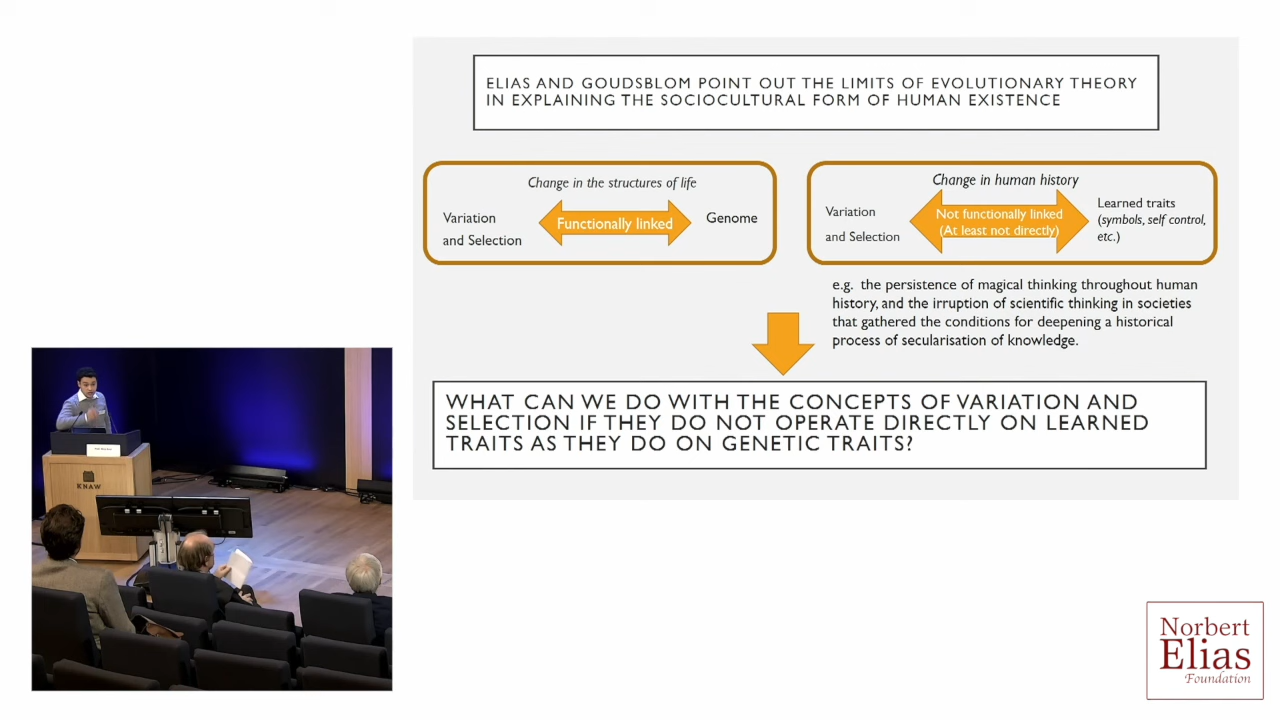 ELIAS AND GOUDSBLOM POINT OUT THE LIMITS OF EVOLUTIONARY THEORY
IN EXPLAINING THE SOCIOCULTURAL FORM OF HUMAN EXISTENCE
Change in the structures of life
Variation
and Selection
Functionally linked
Genome
Change in human history
Variation
and Selection
Not functionally linked
(At least not directly)
Learned traits
(symbols, self control,
etc.)
e.g. the persistence of magical thinking throughout human
history, and the irruption of scientific thinking in societies
that gathered the conditions for deepening a historical
process of secularisation of knowledge.
WHAT CAN WE DO WITH THE CONCEPTS OF VARIATION AND
SELECTION IF THEY DO NOT OPERATE DIRECTLY ON LEARNED
TRAITS AS THEY DO ON GENETIC TRAITS?
KNAW
Norbert
Elias
Foundation